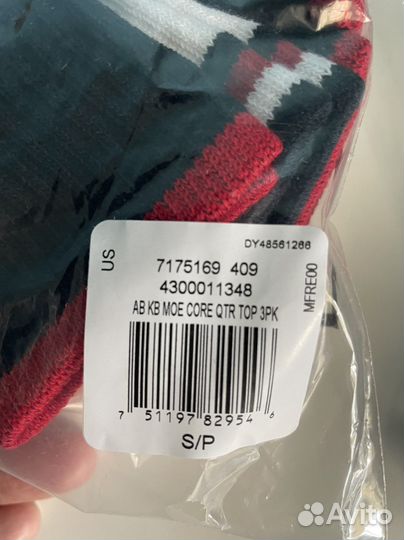 DY48561266
US
7175169 409
4300011348
AB KB MOE CORE QTR TOP 3PK
MFRE00
7 51197 82954 6
S/P
Avito